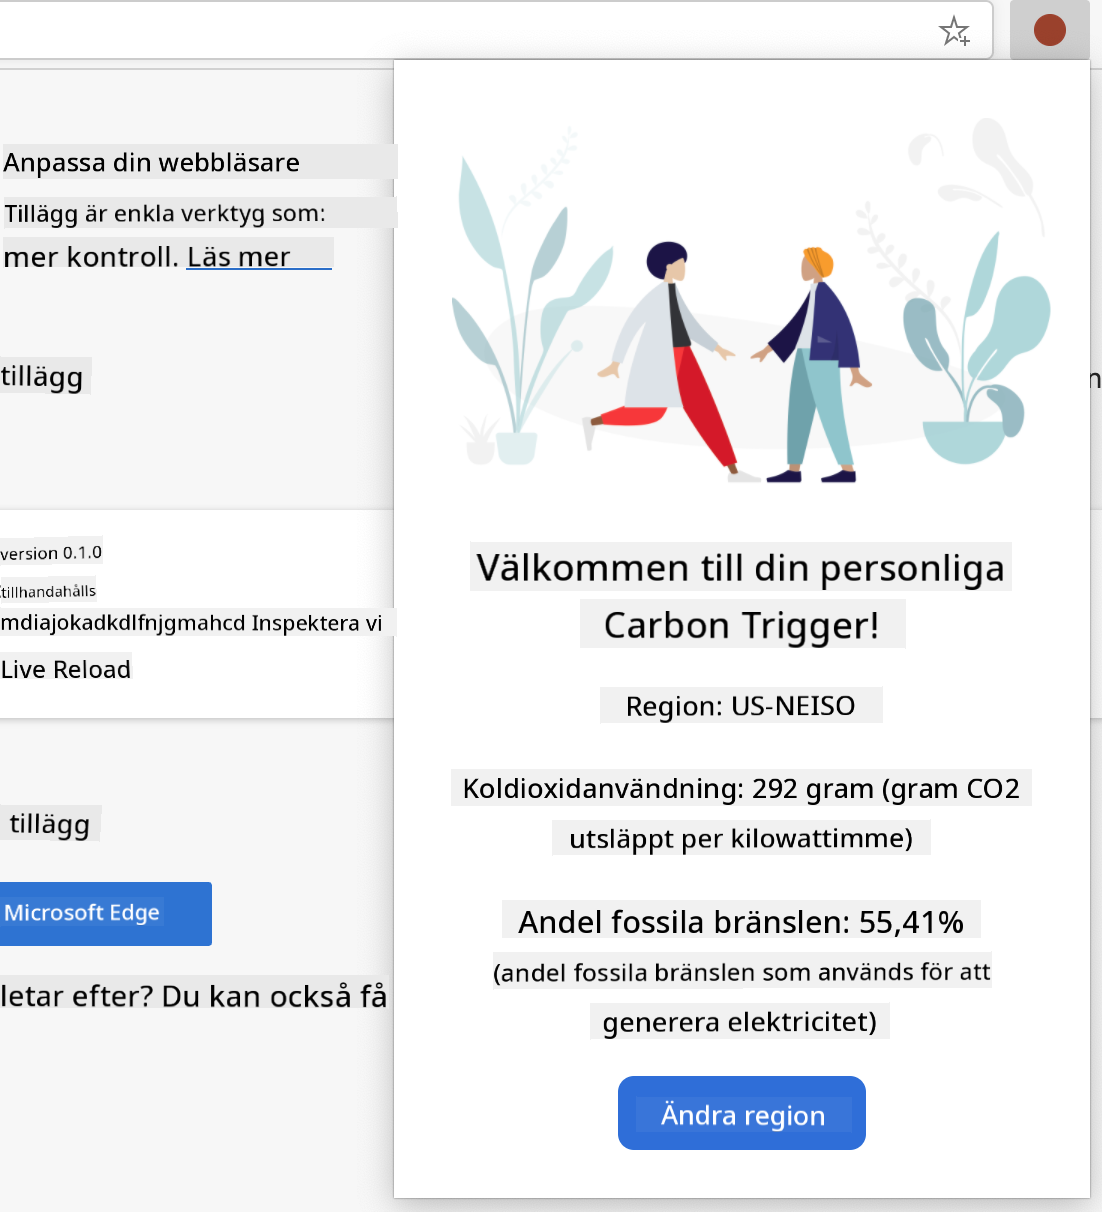 Anpassa din webbläsare
Tillägg är enkla verktyg som:
mer kontroll. Läs mer
tillägg
version 0.1.0
tillhandahålls
mdiajokadkdlfnjgmahcd Inspektera vi
Live Reload
tillägg
Microsoft Edge
letar efter? Du kan också få
Välkommen till din personliga
Carbon Trigger!
Region: US-NEISO
Koldioxidanvändning: 292 gram (gram CO2
utsläppt per kilowattimme)
Andel fossila bränslen: 55,41%
(andel fossila bränslen som används för att
generera elektricitet)
Ändra region